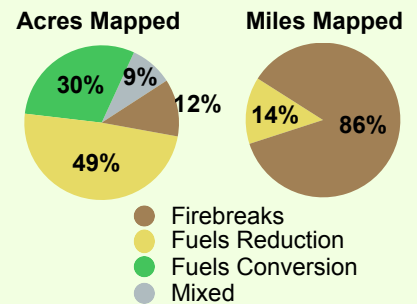 Acres Mapped
Miles Mapped
30%
9%
12%
49%
14%
86%
Firebreaks
Fuels Reduction
Fuels Conversion
Mixed